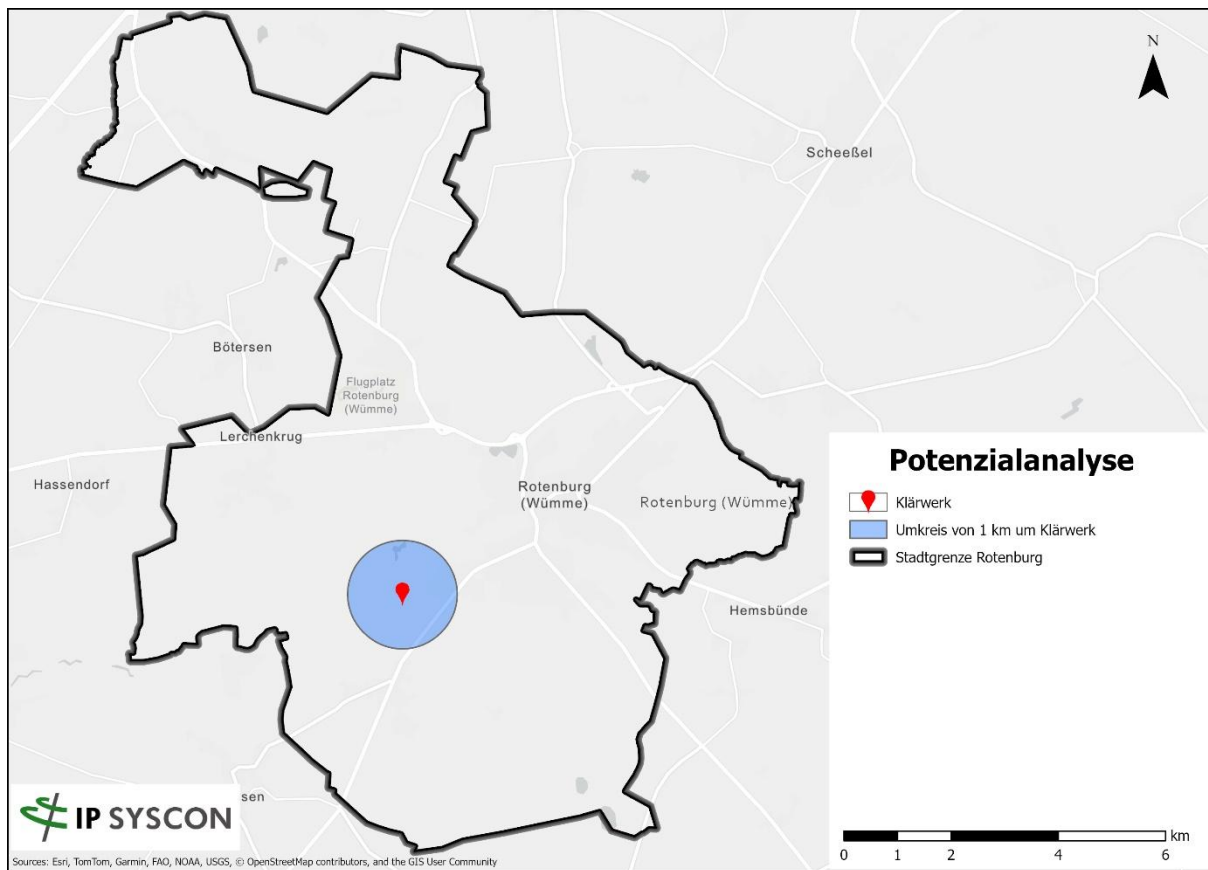 N
Scheeßel
Bötersen
Flugplatz
Rotenburg
(Wümme)
Lerchenkrug
Hassendorf
Rotenburg
(Wümme)
Rotenburg (Wümme)
Hemsbünde
sen
Potenzialanalyse
Klärwerk
Umkreis von 1 km um Klärwerk
Stadtgrenze Rotenburg
IP SYSCON
km
0 1 2 4 6
Sources: Esri, TomTom, Garmin, FAO, NOAA, USGS, © OpenStreetMap contributors, and the GIS User Community